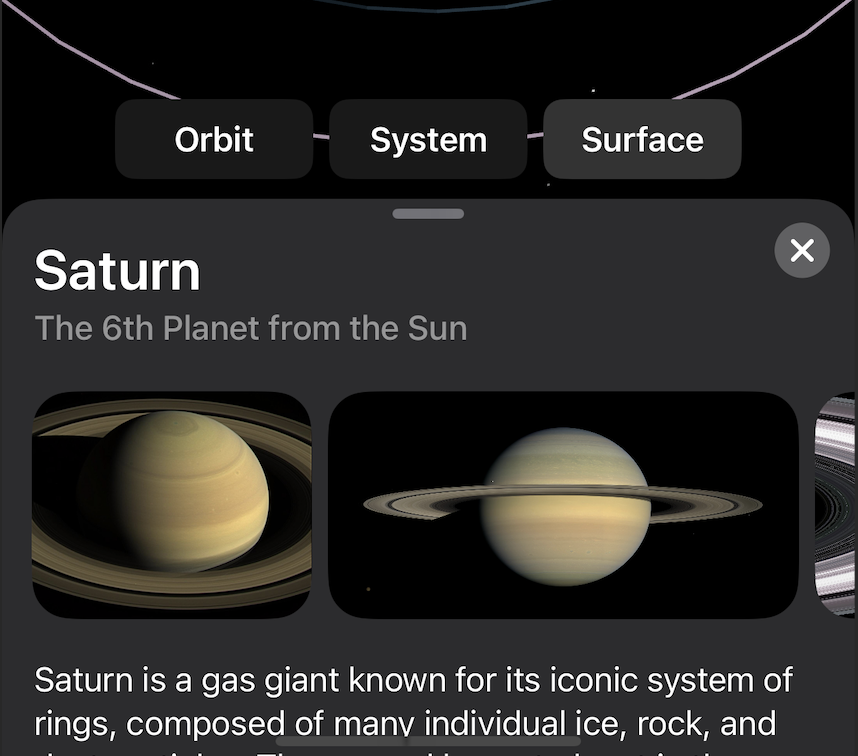 Orbit
System
Surface
Saturn
The 6th Planet from the Sun
Saturn is a gas giant known for its iconic system of
rings, composed of many individual ice, rock, and